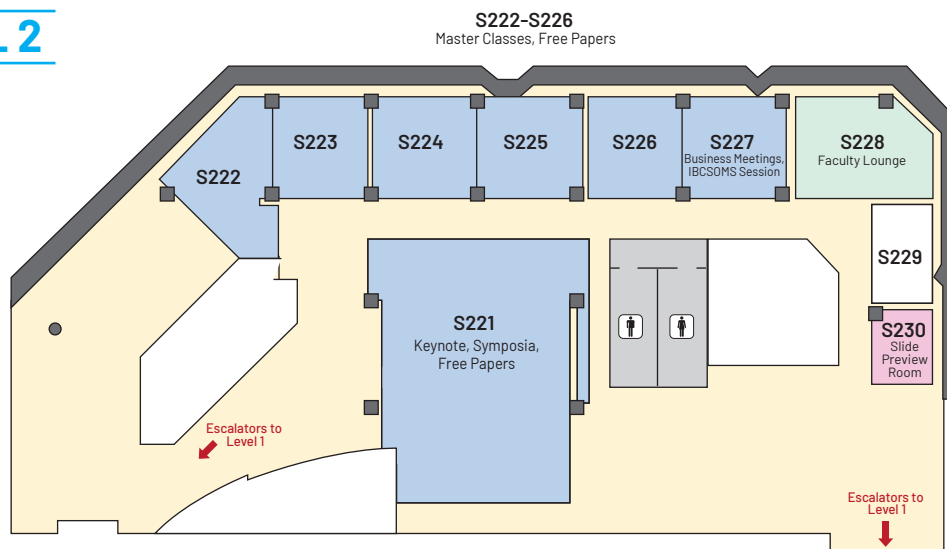 2
S222-S226
Master Classes, Free Papers
S222
S223
S224
S225
S226
S227
Business Meetings,
IBCSOMS Session
S228
Faculty Lounge
S229
S230
Slide
Preview
Room
S221
Keynote, Symposia,
Free Papers
Escalators to
Level 1
Escalators to
Level 1